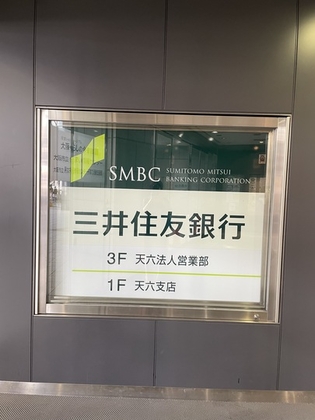 SMBC SUMITOMO MITSUI
BANKING CORPORATION
三井住友銀行
3F 天六法人営業部
1F 天六支店